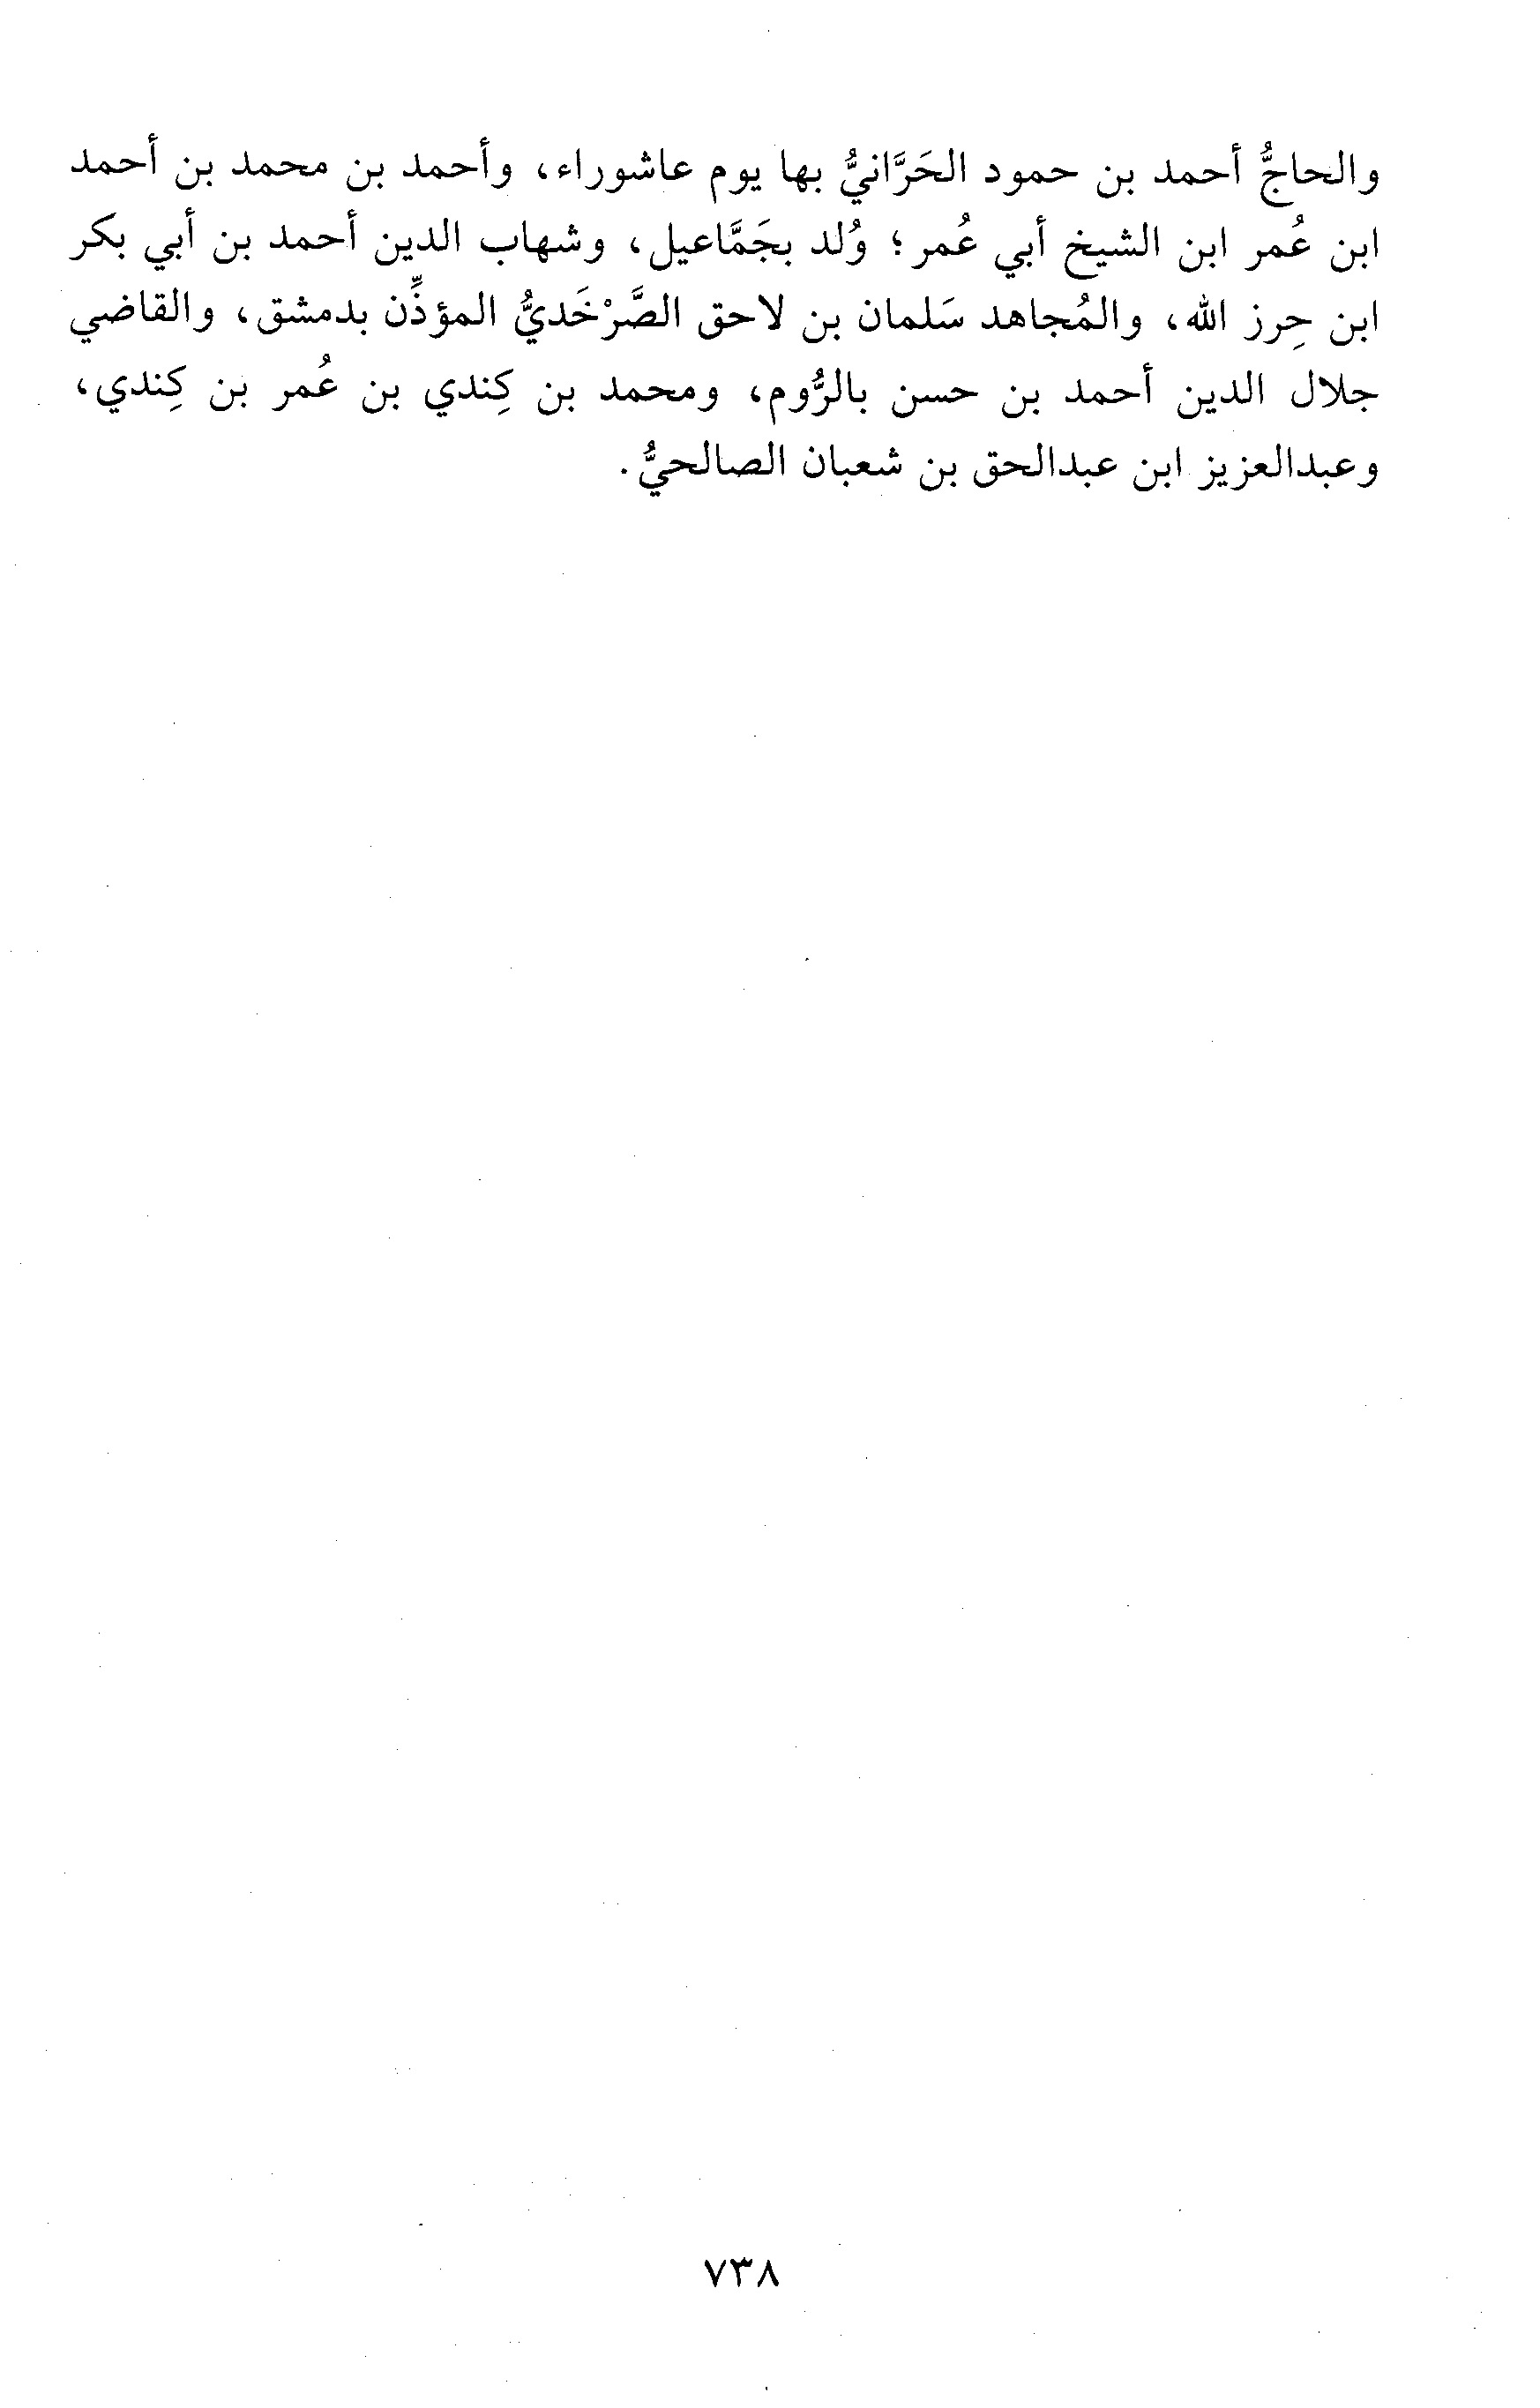 والحاجُّ أحمد بن حمود الحَرَّانيُّ بها يوم عاشوراء، وأحمد بن محمد بن أحمد
ابن عُمر ابن الشيخ أبي عُمر؛ وُلد بجَمَّاعيل، وشهاب الدين أحمد بن أبي بكر
ابن حِرز الله، والمُجاهد سَلمان بن لاحق الصَّرْخَديُّ المؤذِّن بدمشق، والقاضي
جلال الدين أحمد بن حسن بالرُّوم، ومحمد بن كِندي بن عُمر بن كِندي،
وعبدالعزيز ابن عبدالحق بن شعبان الصالحيُّ.
٧٣٨